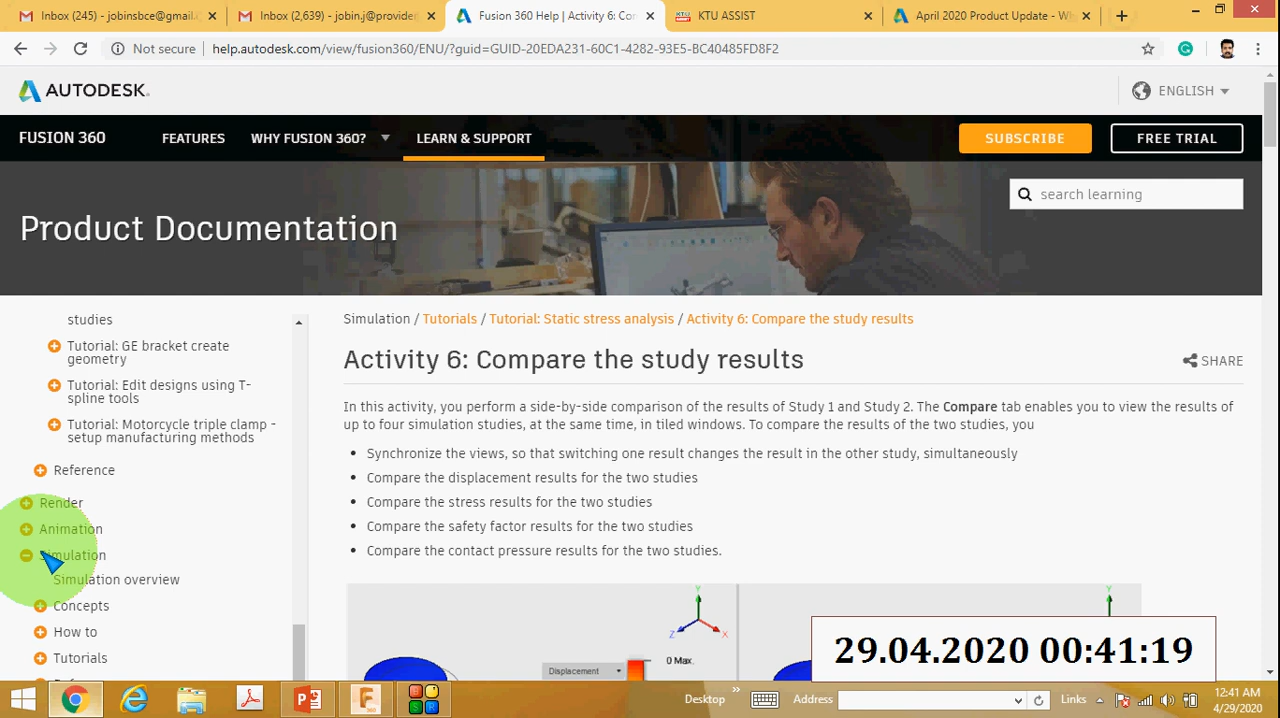 Inbox (245) - jobinsbce@gmail.
Inbox (2,639) - jobin.j@provide
Fusion 360 Help | Activity 6: Co
KTU ASSIST
April 2020 Product Update - Wh
Not secure
help.autodesk.com/view/fusion360/ENU/?guid=GUID-20EDA231-60C1-4282-93E5-BC40485FD8F2
AUTODESK.
ENGLISH
FUSION 360
FEATURES
WHY FUSION 360?
LEARN & SUPPORT
SUBSCRIBE
FREE TRIAL
search learning
Product Documentation
studies
Tutorial: GE bracket create
geometry
Tutorial: Edit designs using T-
spline tools
Tutorial: Motorcycle triple clamp -
setup manufacturing methods
Reference
Render
Animation
Simulation
Simulation overview
Concepts
How to
Tutorials
Simulation / Tutorials / Tutorial: Static stress analysis / Activity 6: Compare the study results
Activity 6: Compare the study results
SHARE
In this activity, you perform a side-by-side comparison of the results of Study 1 and Study 2. The Compare tab enables you to view the results of
up to four simulation studies, at the same time, in tiled windows. To compare the results of the two studies, you
• Synchronize the views, so that switching one result changes the result in the other study, simultaneously
• Compare the displacement results for the two studies
• Compare the stress results for the two studies
• Compare the safety factor results for the two studies
• Compare the contact pressure results for the two studies.
Y
Z
X
Y
Displacement
0 Max.
29.04.2020 00:41:19
Desktop
Address
Links
12:41 AM
4/29/2020